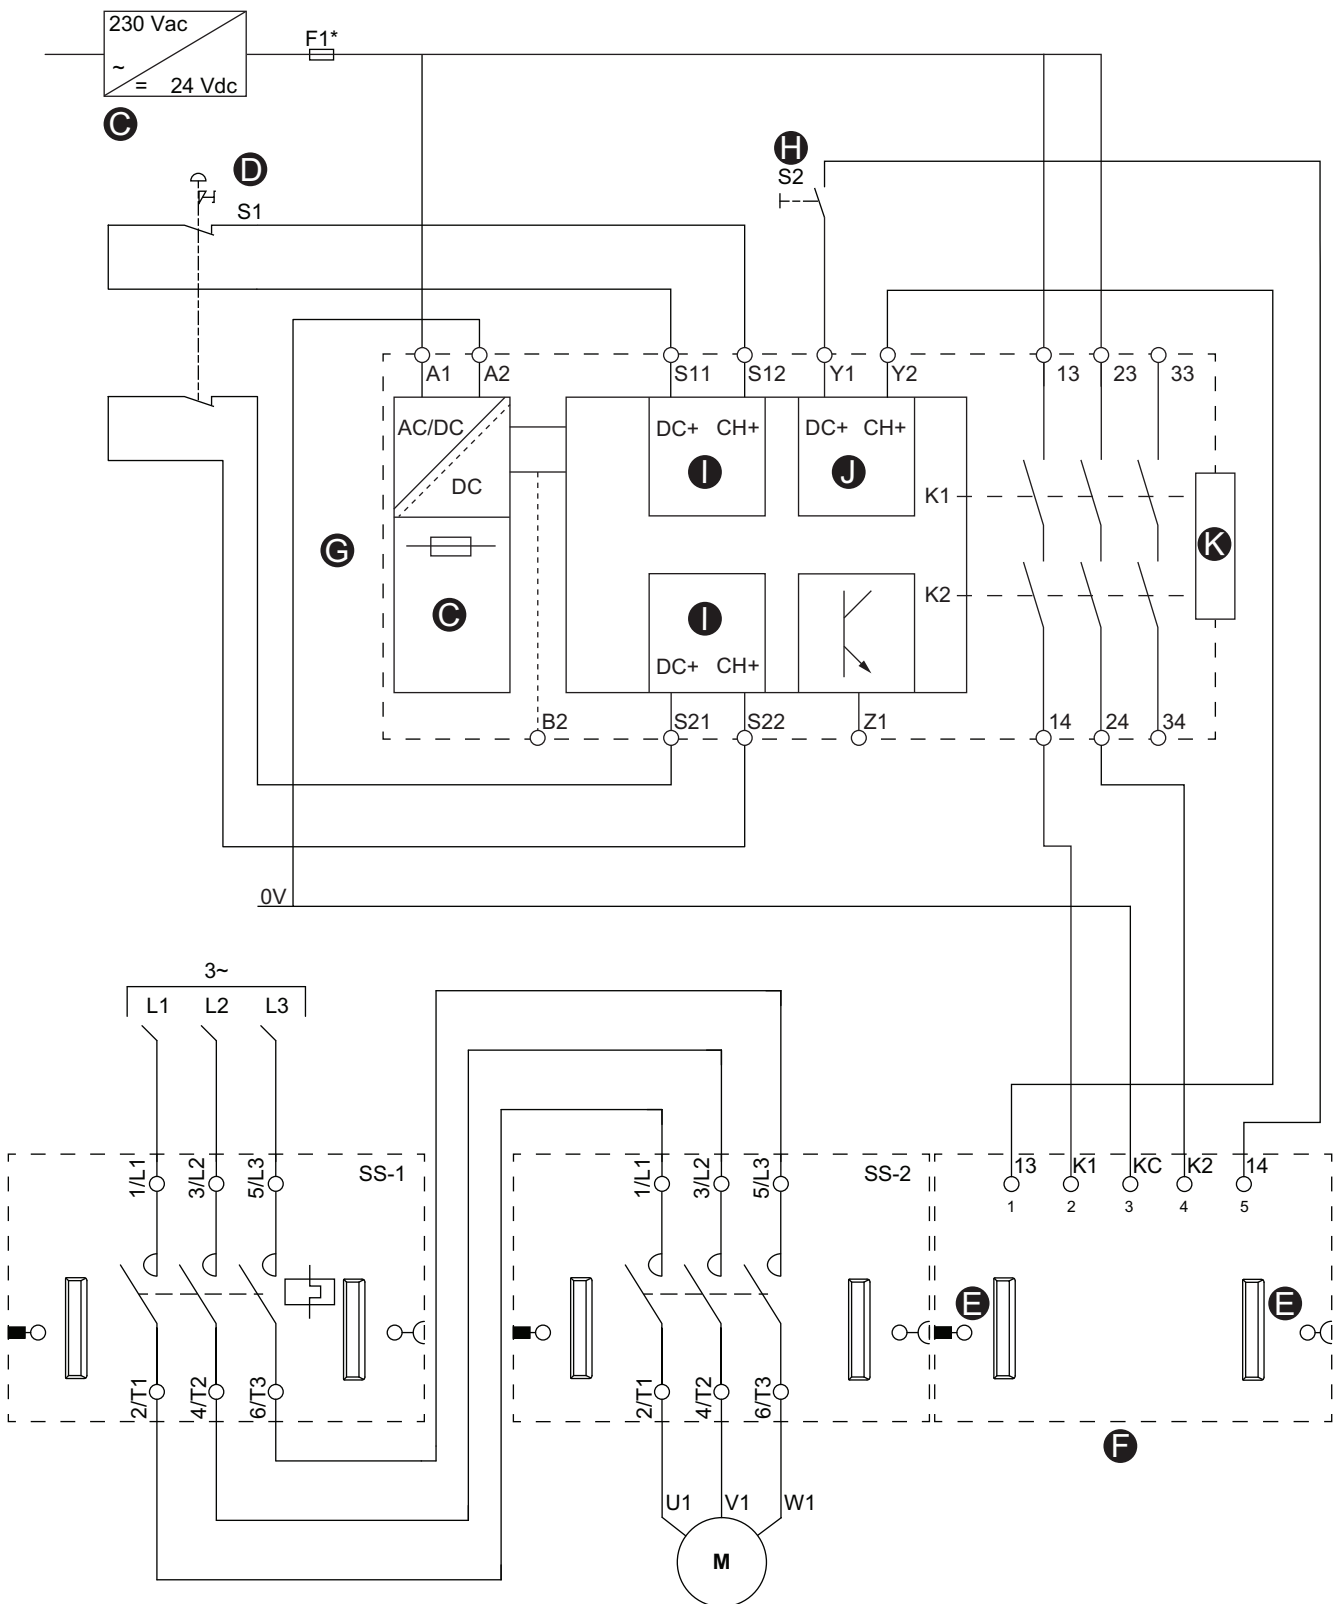 230 Vac
~
= 24 Vdc
F1*
C
D
S1
H
S2
A1 A2 S11 S12 Y1 Y2 13 23 33
AC/DC
DC
DC+ CH+
I
DC+ CH+
J
K1
G
K
C
I
DC+ CH+
K2
B2 S21 S22 Z1 14 24 34
0V
3~
L1 L2 L3
1/L1 3/L2 5/L3 SS-1
1/L1 3/L2 5/L3 SS-2
13 K1 KC K2 14
1 2 3 4 5
E E
2/T1 4/T2 6/T3
2/T1 4/T2 6/T3
F
U1 V1 W1
M